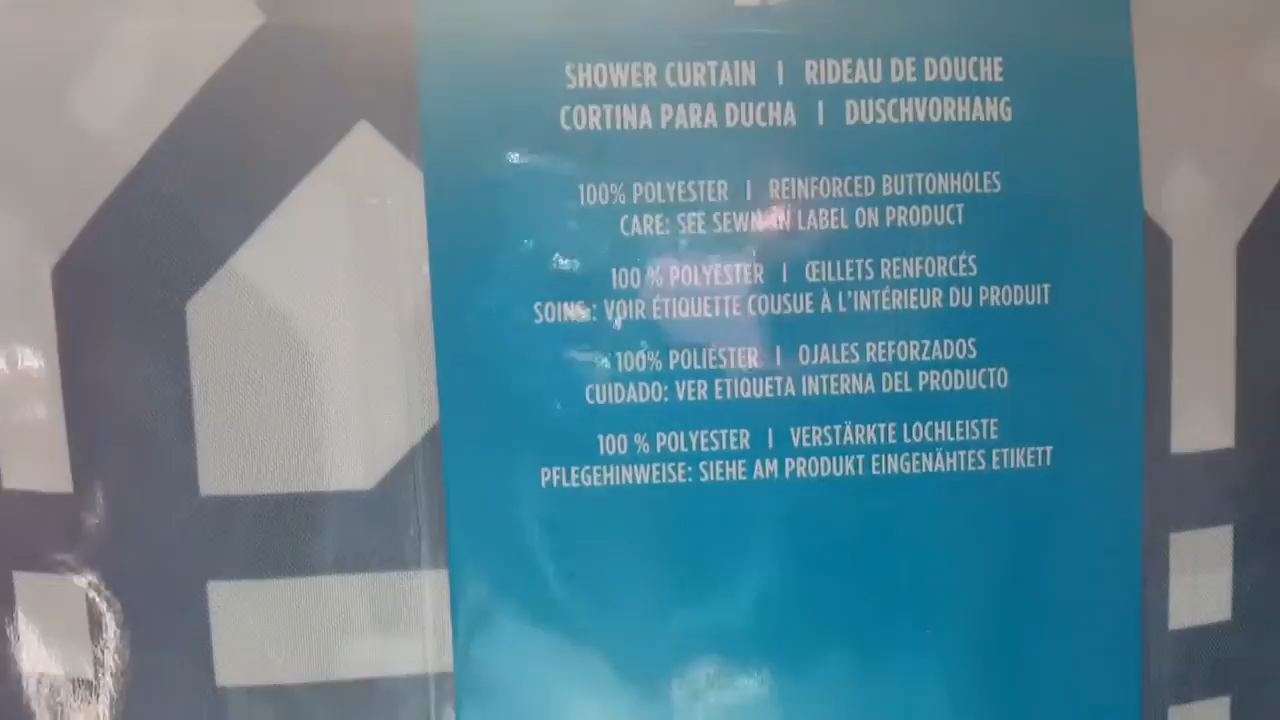 SHOWER CURTAIN | RIDEAU DE DOUCHE
CORTINA PARA DUCHA | DUSCHVORHANG
100% POLYESTER | REINFORCED BUTTONHOLES
CARE: SEE SEWN-IN LABEL ON PRODUCT
100 % POLYESTER | ŒILLETS RENFORCÉS
SOINS : VOIR ÉTIQUETTE COUSUE À L'INTÉRIEUR DU PRODUIT
100% POLIÉSTER | OJALES REFORZADOS
CUIDADO: VER ETIQUETA INTERNA DEL PRODUCTO
100 % POLYESTER | VERSTÄRKTE LOCHLEISTE
PFLEGEHINWEISE: SIEHE AM PRODUKT EINGENÄHTES ETIKETT